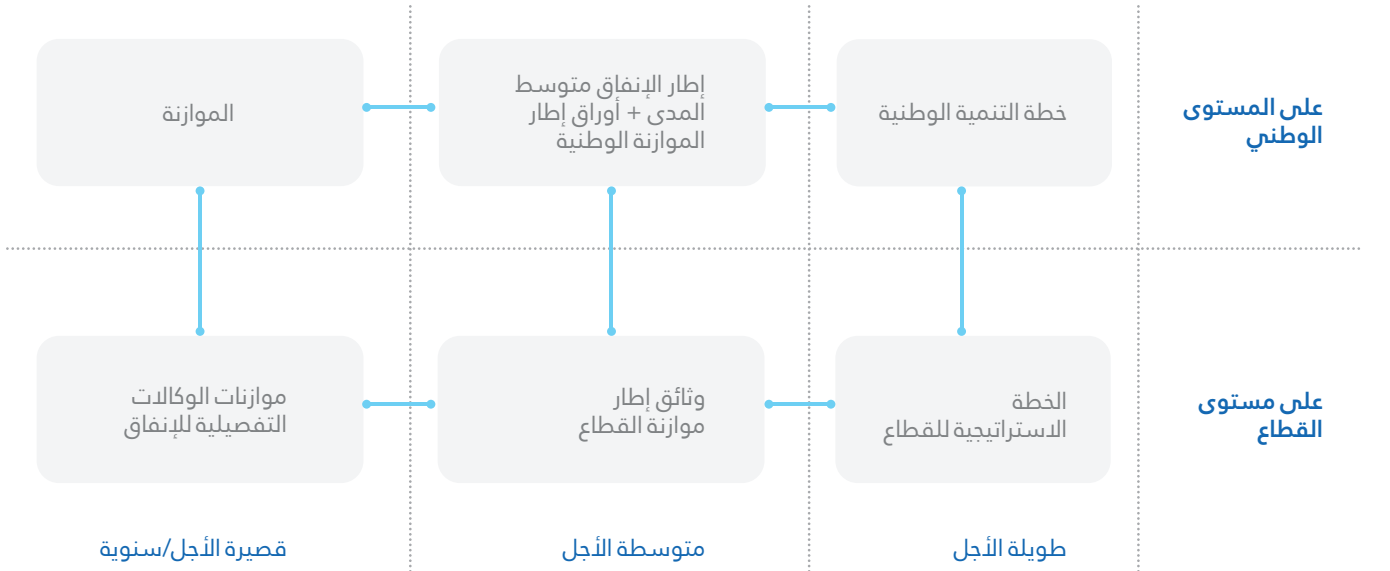 على المستوى
الوطني
خطة التنمية الوطنية
إطار الإنفاق متوسط
المدى + أوراق إطار
الموازنة الوطنية
الموازنة
على مستوى
القطاع
الخطة
الاستراتيجية للقطاع
وثائق إطار
موازنة القطاع
موازنات الوكالات
التفصيلية للإنفاق
طويلة الأجل
متوسطة الأجل
قصيرة الأجل/سنوية